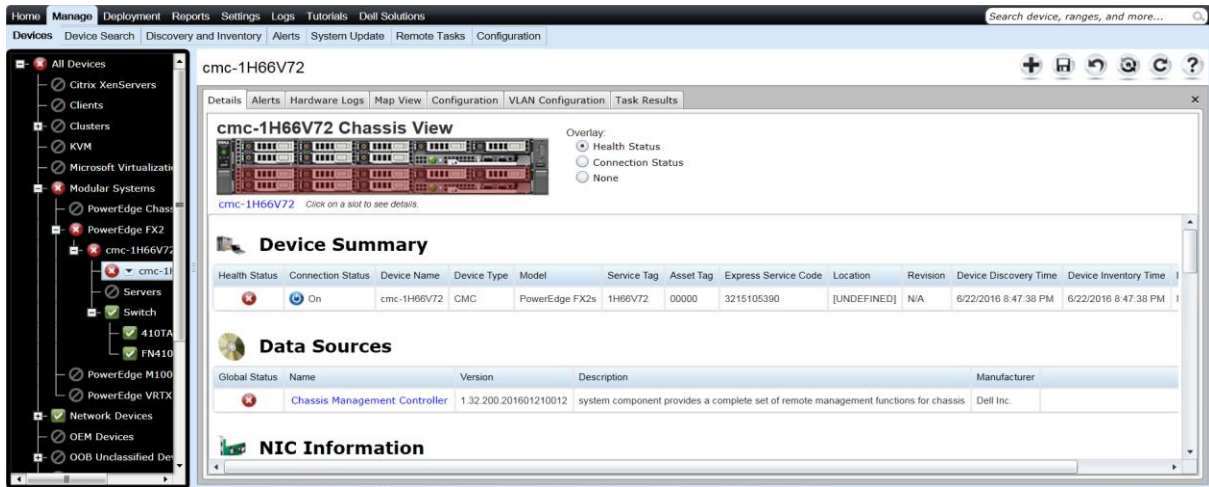 Home Manage Deployment Reports Settings Logs Tutorials Dell Solutions
Search device, ranges, and more...
Devices Device Search Discovery and Inventory Alerts System Update Remote Tasks Configuration
All Devices
Citrix XenServers
Clients
Clusters
KVM
Microsoft Virtualizati
Modular Systems
PowerEdge Chass
PowerEdge FX2
cmc-1H66V72
cmc-1H
Servers
Switch
410TA
FN410
PowerEdge M100
PowerEdge VRTX
Network Devices
OEM Devices
OOB Unclassified Dev
cmc-1H66V72
?
Details Alerts Hardware Logs Map View Configuration VLAN Configuration Task Results
cmc-1H66V72 Chassis View
cmc-1H66V72 Click on a slot to see details.
Overlay:
Health Status
Connection Status
None
Device Summary
Health Status Connection Status Device Name Device Type Model Service Tag Asset Tag Express Service Code Location Revision Device Discovery Time Device Inventory Time
On cmc-1H66V72 CMC PowerEdge FX2s 1H66V72 00000 3215105390 [UNDEFINED] N/A 6/22/2016 8:47:38 PM 6/22/2016 8:47:38 PM
Data Sources
Global Status Name Version Description Manufacturer
Chassis Management Controller 1.32.200.201601210012 system component provides a complete set of remote management functions for chassis Dell Inc.
NIC Information